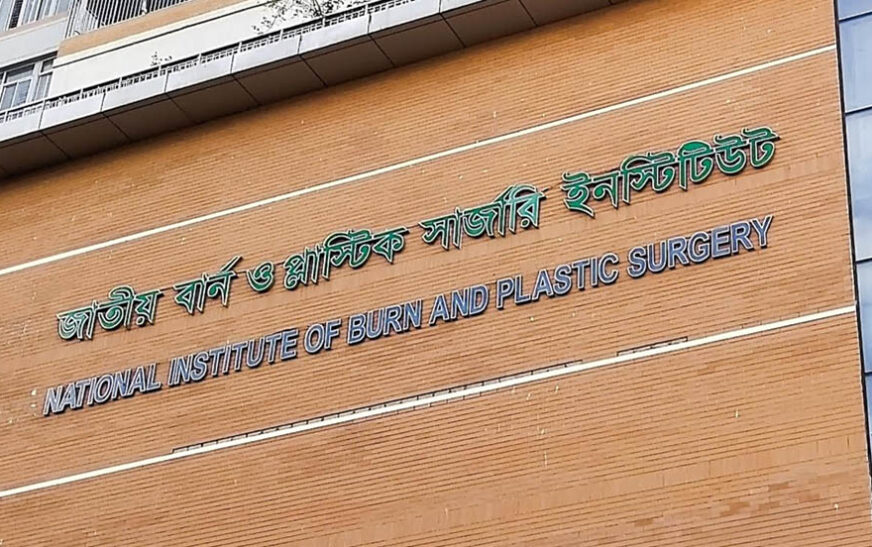 জাতীয় বার্ন ও প্লাস্টিক সার্জারি ইনস্টিটিউট
NATIONAL INSTITUTE OF BURN AND PLASTIC SURGERY